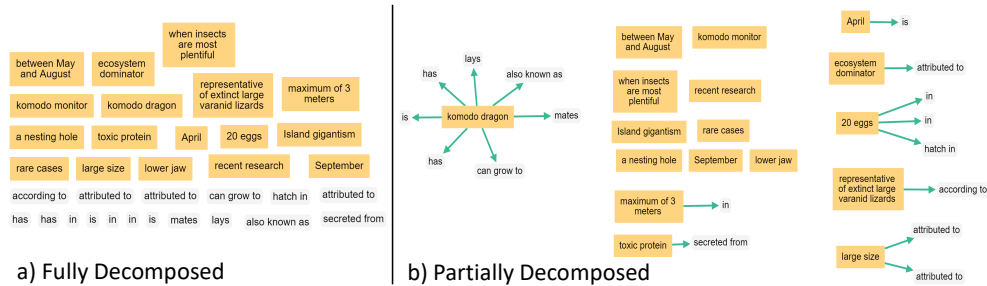 when insects
are most
plentiful
between May
and August
ecosystem
dominator
representative
of extinct large
varanid lizards
maximum of 3
meters
komodo monitor
komodo dragon
a nesting hole
toxic protein
April
20 eggs
Island gigantism
rare cases
large size
lower jaw
recent research
September
according to
attributed to
attributed to
can grow to
hatch in
attributed to
has
has
in
is
in
in
is
mates
lays
also known as
secreted from
a) Fully Decomposed
lays
has
also known as
is
komodo dragon
mates
has
can grow to
between May
and August
komodo monitor
when insects
are most
plentiful
recent research
Island gigantism
rare cases
a nesting hole
September
lower jaw
maximum of 3
meters
in
toxic protein
secreted from
April
is
ecosystem
dominator
attributed to
20 eggs
in
in
hatch in
representative
of extinct large
varanid lizards
according to
large size
attributed to
attributed to
b) Partially Decomposed